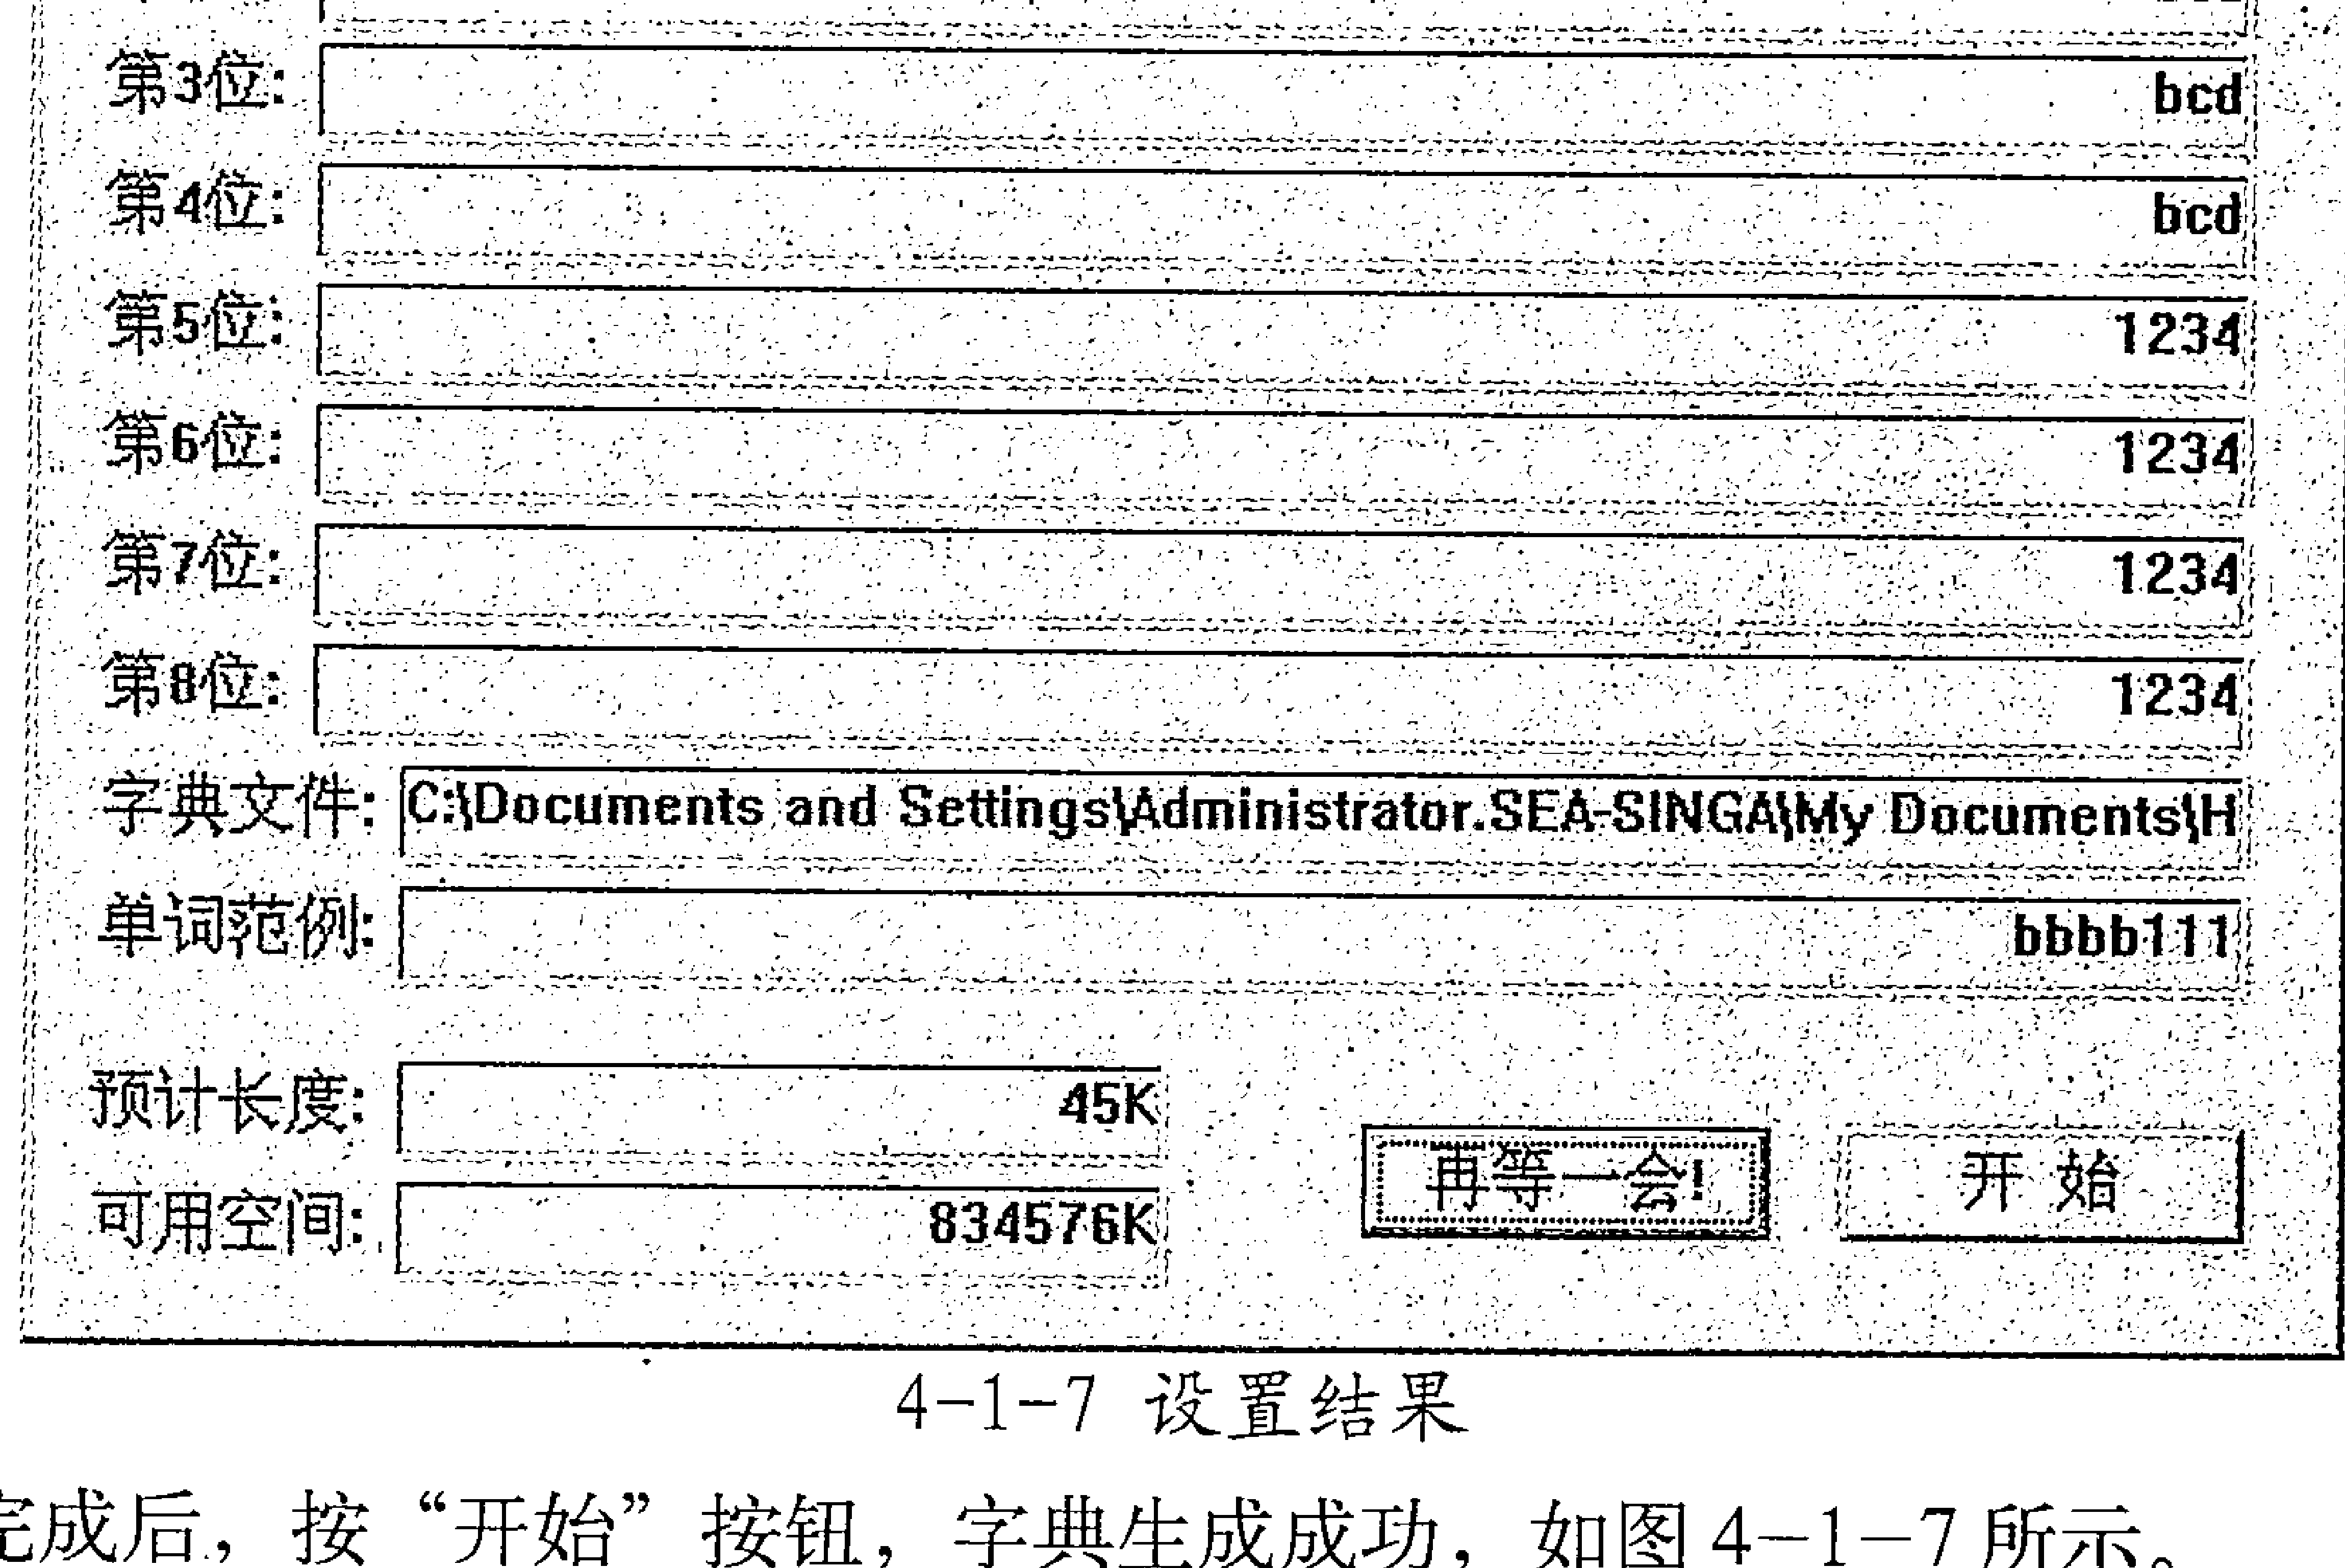 第3位: bcd
第4位: bcd
第5位: 1234
第6位: 1234
第7位: 1234
第8位: 1234
字典文件: C:\Documents and Settings\Administrator.SEA-SINGA\My Documents\H
单词范例: bbbb111
预计长度: 45K
可用空间: 834576K
再等一会! 开 始
4-1-7 设置结果
完成后，按“开始”按钮，字典生成成功，如图4-1-7所示。